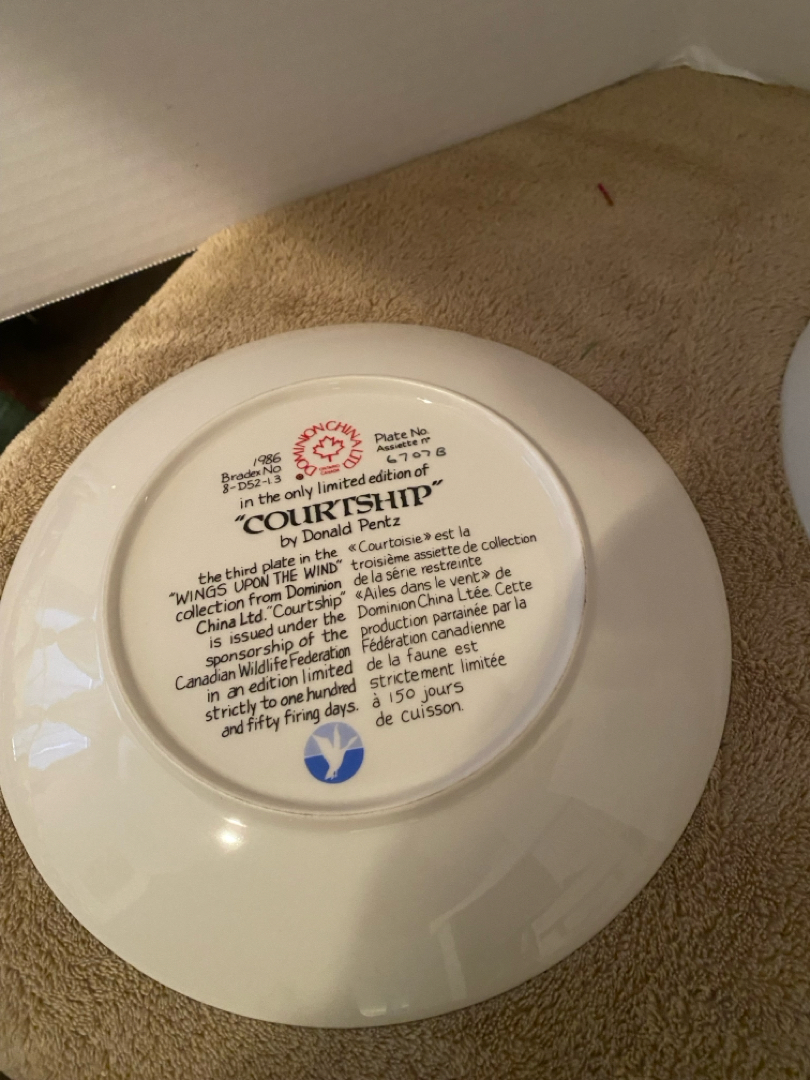 1986
Bradex No
8-D52-1.3
DOMINION CHINA LTD
Plate No.
Assiette nº
6707B
in the only limited edition of
"COURTSHIP"
by Donald Pentz
the third plate in the
"WINGS UPON THE WIND"
collection from Dominion
China Ltd. "Courtship"
is issued under the
sponsorship of the
Canadian Wildlife Federation
in an edition limited
strictly to one hundred
and fifty firing days.
«Courtoisie» est la
troisième assiette de collection
de la série restreinte
«Ailes dans le vent» de
Dominion China Ltée. Cette
production parrainée par la
Fédération canadienne
de la faune est
strictement limitée
à 150 jours
de cuisson.